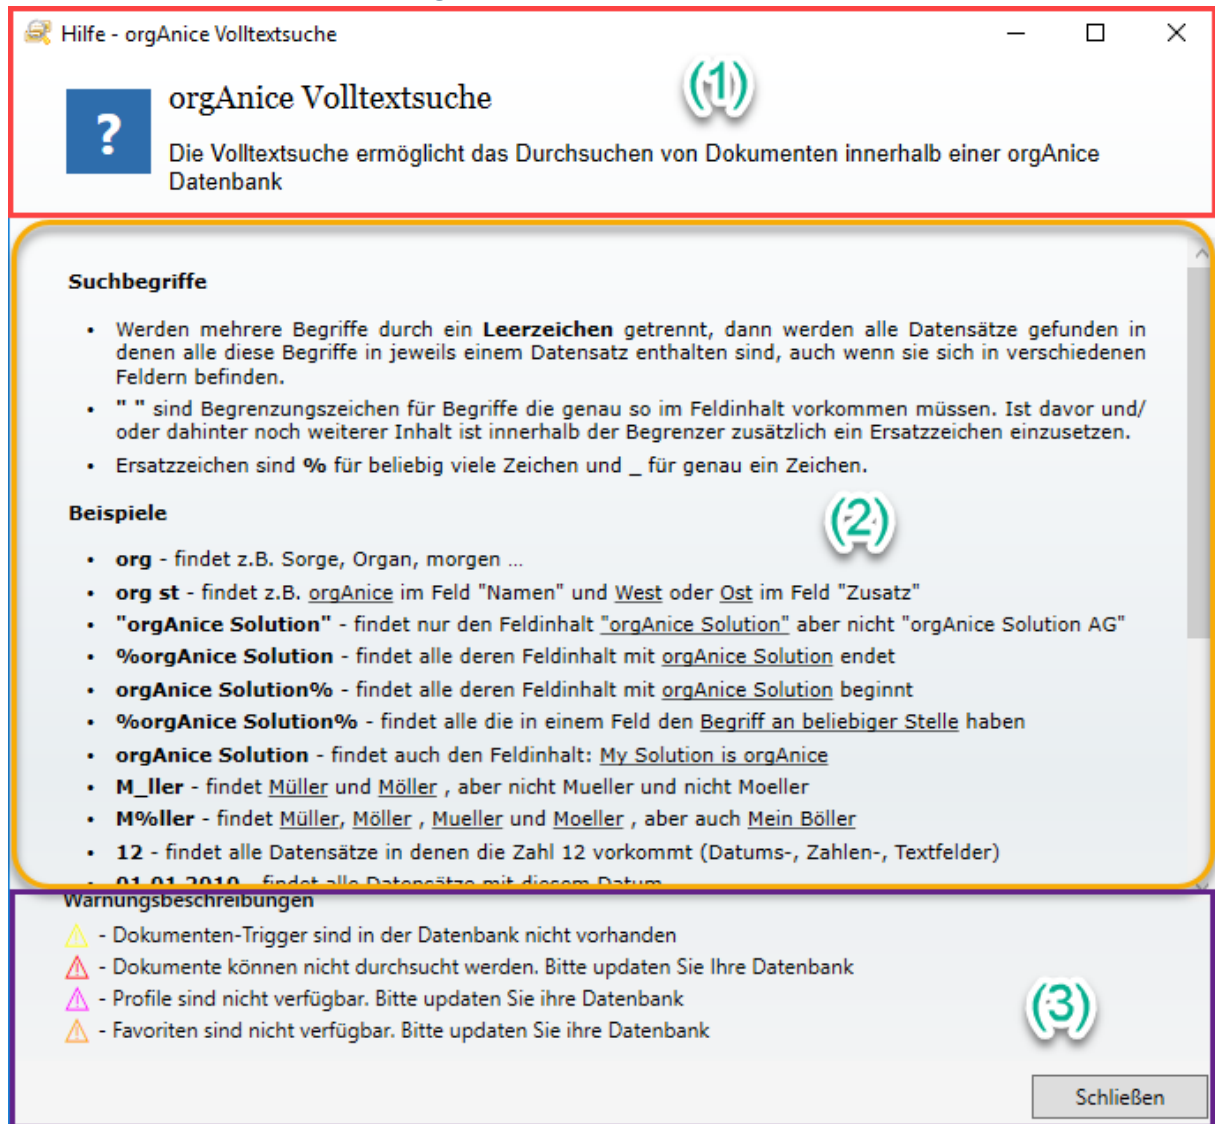 Hilfe - orgAnice Volltextsuche
?
orgAnice Volltextsuche
(1)
Die Volltextsuche ermöglicht das Durchsuchen von Dokumenten innerhalb einer orgAnice
Datenbank
Suchbegriffe
• Werden mehrere Begriffe durch ein Leerzeichen getrennt, dann werden alle Datensätze gefunden in
denen alle diese Begriffe in jeweils einem Datensatz enthalten sind, auch wenn sie sich in verschiedenen
Feldern befinden.
• " " sind Begrenzungszeichen für Begriffe die genau so im Feldinhalt vorkommen müssen. Ist davor und/
oder dahinter noch weiterer Inhalt ist innerhalb der Begrenzer zusätzlich ein Ersatzzeichen einzusetzen.
• Ersatzzeichen sind % für beliebig viele Zeichen und _ für genau ein Zeichen.
Beispiele
(2)
• org - findet z.B. Sorge, Organ, morgen ...
• org st - findet z.B. orgAnice im Feld "Namen" und West oder Ost im Feld "Zusatz"
• "orgAnice Solution" - findet nur den Feldinhalt "orgAnice Solution" aber nicht "orgAnice Solution AG"
• %orgAnice Solution - findet alle deren Feldinhalt mit orgAnice Solution endet
• orgAnice Solution% - findet alle deren Feldinhalt mit orgAnice Solution beginnt
• %orgAnice Solution% - findet alle die in einem Feld den Begriff an beliebiger Stelle haben
• orgAnice Solution - findet auch den Feldinhalt: My Solution is orgAnice
• M_ller - findet Müller und Möller , aber nicht Mueller und nicht Moeller
• M%ller - findet Müller, Möller , Mueller und Moeller , aber auch Mein Böller
• 12 - findet alle Datensätze in denen die Zahl 12 vorkommt (Datums-, Zahlen-, Textfelder)
• 01.01.2010 - findet alle Datensätze mit diesem Datum
Warnungsbeschreibungen
- Dokumenten-Trigger sind in der Datenbank nicht vorhanden
- Dokumente können nicht durchsucht werden. Bitte updaten Sie Ihre Datenbank
- Profile sind nicht verfügbar. Bitte updaten Sie ihre Datenbank
- Favoriten sind nicht verfügbar. Bitte updaten Sie ihre Datenbank
(3)
Schließen